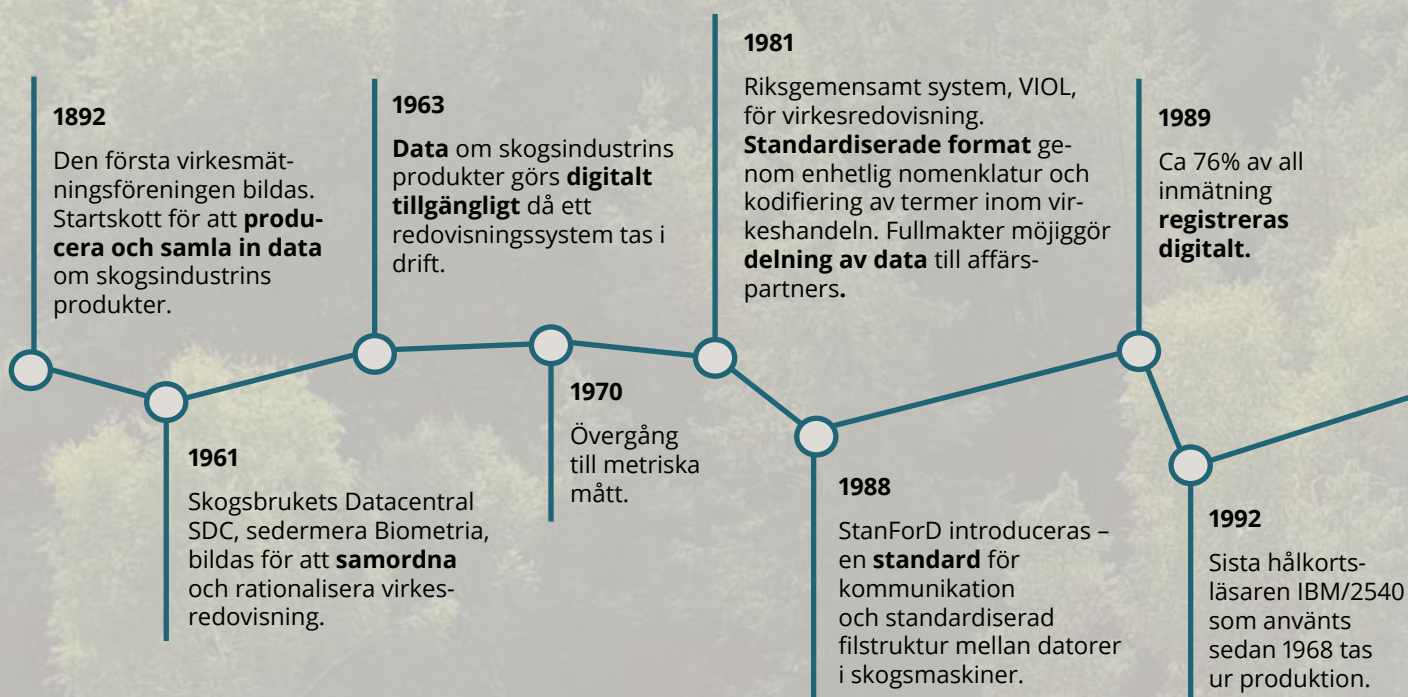 1892
Den första virkesmät-
ningsföreningen bildas.
Startskott för att produ-
cera och samla in data
om skogsindustrins
produkter.
1961
Skogsbrukets Datacentral
SDC, sedermera Biometria,
bildas för att samordna
och rationalisera virkes-
redovisning.
1963
Data om skogsindustrins
produkter görs digitalt
tillgängligt då ett
redovisningssystem tas i
drift.
1970
Övergång
till metriska
mått.
1981
Riksgemensamt system, VIOL,
för virkesredovisning.
Standardiserade format ge-
nom enhetlig nomenklatur och
kodifiering av termer inom vir-
keshandeln. Fullmakter möjiggör
delning av data till affärs-
partners.
1988
StanForD introduceras –
en standard för
kommunikation
och standardiserad
filstruktur mellan datorer
i skogsmaskiner.
1989
Ca 76% av all
inmätning
registreras
digitalt.
1992
Sista hålkorts-
läsaren IBM/2540
som använts
sedan 1968 tas
ur produktion.